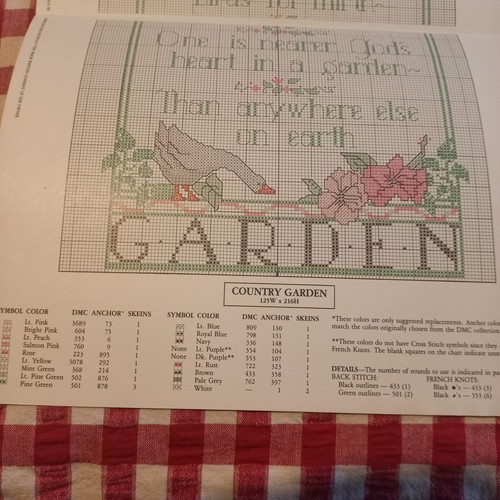 Birds for thirt~
One is nearer God's
heart in a garden~
Than anywhere else
on earth
G·A·R·D·E·N
COUNTRY GARDEN
125W x 216H
SYMBOL COLOR DMC ANCHOR* SKEINS
Lt. Pink 3689 73 1
Bright Pink 604 75 1
Lt. Peach 353 6 1
Salmon Pink 760 9 1
Rose 223 895 1
Lt. Yellow 3078 292 1
Mint Green 368 214 1
Lt. Pine Green 502 876 1
Pine Green 501 878 3
SYMBOL COLOR DMC ANCHOR* SKEINS
Lt. Blue 809 130 1
Royal Blue 798 131 1
Navy 336 148 1
None Lt. Purple** 554 104 1
None Dk. Purple** 553 107 1
Lt. Rust 722 323 1
Brown 433 358 1
Pale Grey 762 397 1
White — 1 2
*These colors are only suggested replacements. Anchor colo
match the colors originally chosen from the DMC collection
**These colors do not have Cross Stitch symbols since they
French Knots. The blank squares on the chart indicate unst
DETAILS—The number of strands to use is indicated in pa
BACK STITCH: FRENCH KNOTS:
Black outlines — 433 (1) Black ●'s — 433 (3)
Green outlines — 501 (2) Black ×'s — 553 (6)